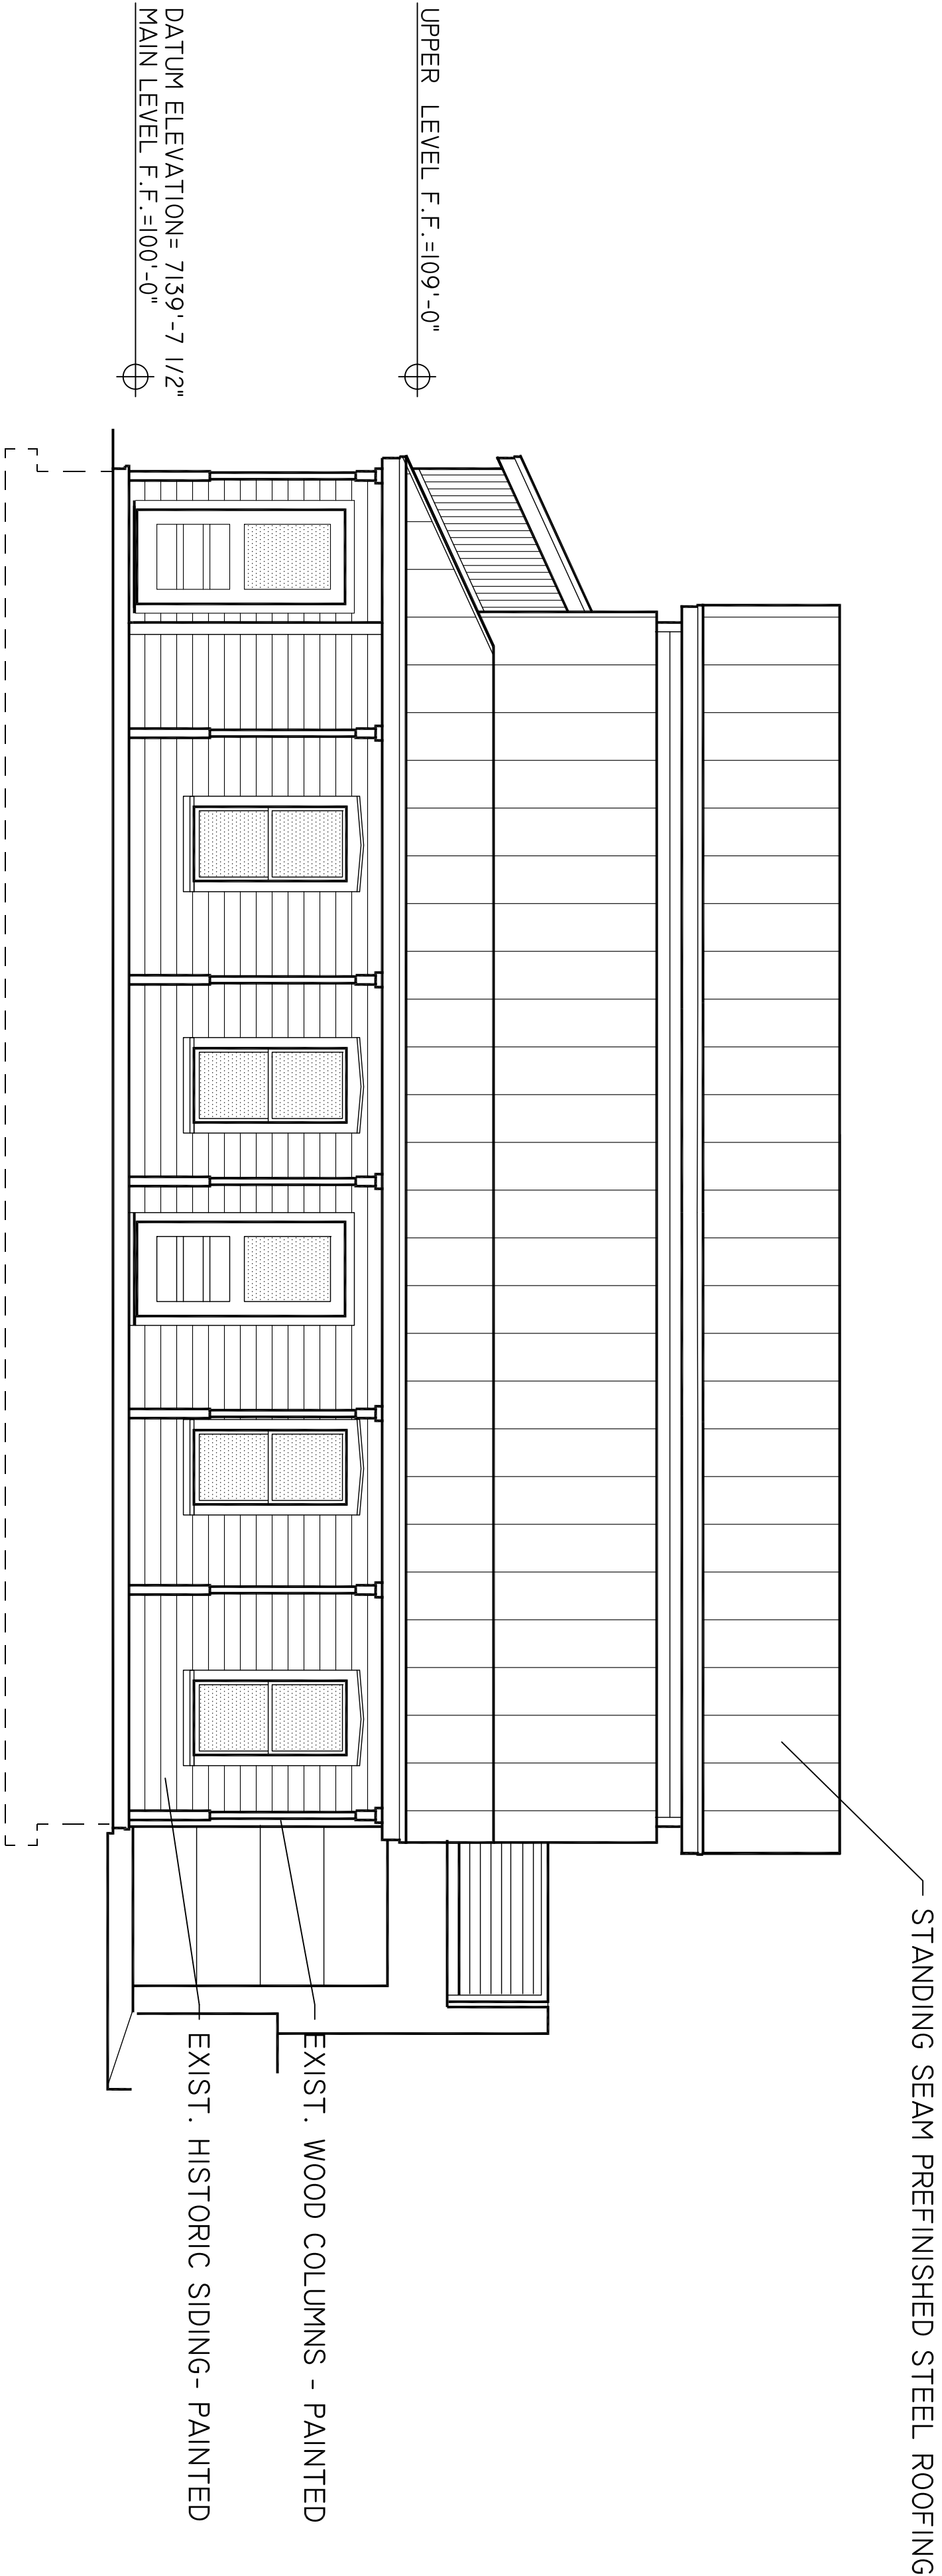 STANDING SEAM PREFINISHED STEEL ROOFING
UPPER LEVEL F.F.=109'-0"
DATUM ELEVATION= 7139'-7 1/2"
MAIN LEVEL F.F.=100'-0"
EXIST. WOOD COLUMNS - PAINTED
EXIST. HISTORIC SIDING- PAINTED